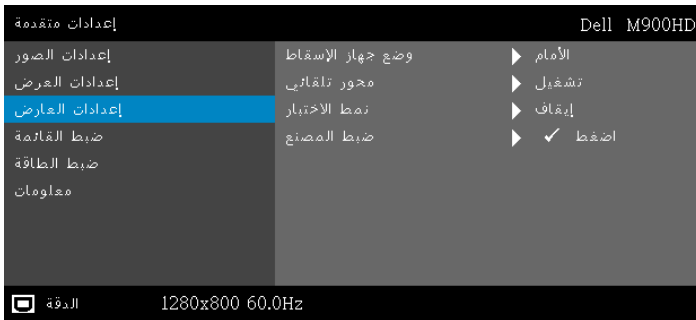 إعدادات متقدمة
Dell M900HD
إعدادات الصور
إعدادات العرض
إعدادات العارض
ضبط القائمة
ضبط الطاقة
معلومات
وضع جهاز الإسقاط ▶ الأمام
محور تلقائي ▶ تشغيل
نمط الاختبار ▶ إيقاف
ضبط المصنع ▶ ✓ اضغط
الدقة 1280x800 60.0Hz